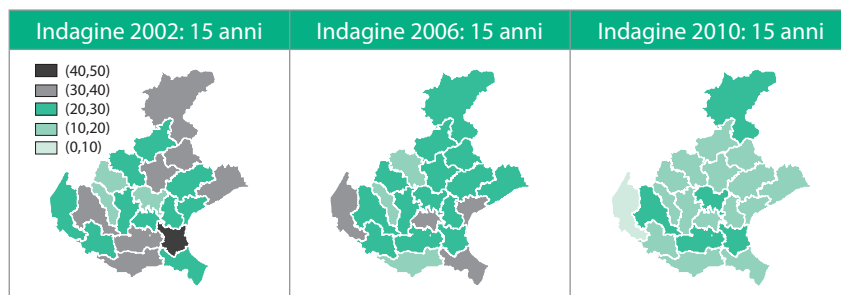 Indagine 2002: 15 anni
Indagine 2006: 15 anni
Indagine 2010: 15 anni
(40,50)
(30,40)
(20,30)
(10,20)
(0,10)